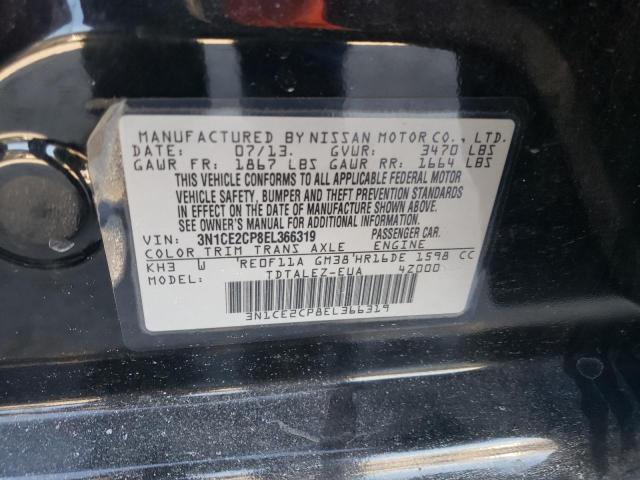 MANUFACTURED BY NISSAN MOTOR CO., LTD.
DATE: 07/13. GVWR: 3470 LBS
GAWR FR: 1867 LBS GAWR RR: 1664 LBS
THIS VEHICLE CONFORMS TO ALL APPLICABLE FEDERAL MOTOR
VEHICLE SAFETY, BUMPER, AND THEFT PREVENTION STANDARDS
IN EFFECT ON THE DATE OF MANUFACTURE SHOWN ABOVE.
SEE OWNER'S MANUAL FOR ADDITIONAL INFORMATION.
VIN: 3N1CE2CP8EL366319 PASSENGER CAR.
COLOR TRIM TRANS AXLE ENGINE
KH3 W RE0F11A GM38 HR16DE 1598 CC
MODEL: TDTALEZ-EUA 4Z000
3N1CE2CP8EL366319